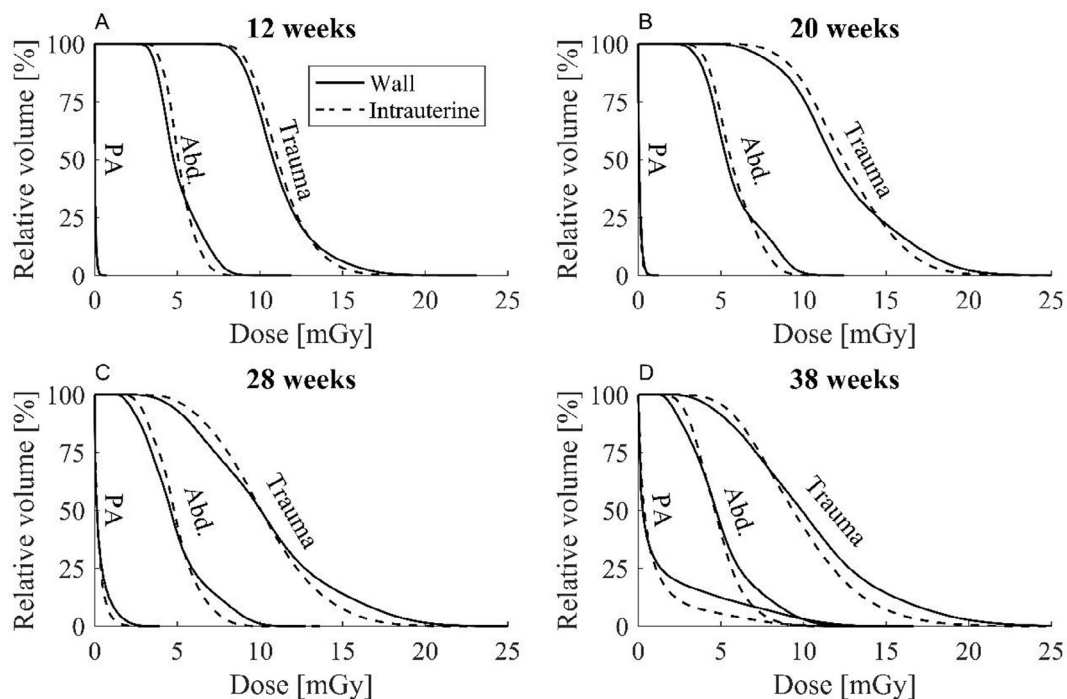 A
12 weeks
Relative volume [%]
100
75
50
25
0
PA
Abd.
Trauma
Wall
Intrauterine
0 5 10 15 20 25
Dose [mGy]
B
20 weeks
Relative volume [%]
100
75
50
25
0
PA
Abd.
Trauma
0 5 10 15 20 25
Dose [mGy]
C
28 weeks
Relative volume [%]
100
75
50
25
0
PA
Abd.
Trauma
0 5 10 15 20 25
Dose [mGy]
D
38 weeks
Relative volume [%]
100
75
50
25
0
PA
Abd.
Trauma
0 5 10 15 20 25
Dose [mGy]